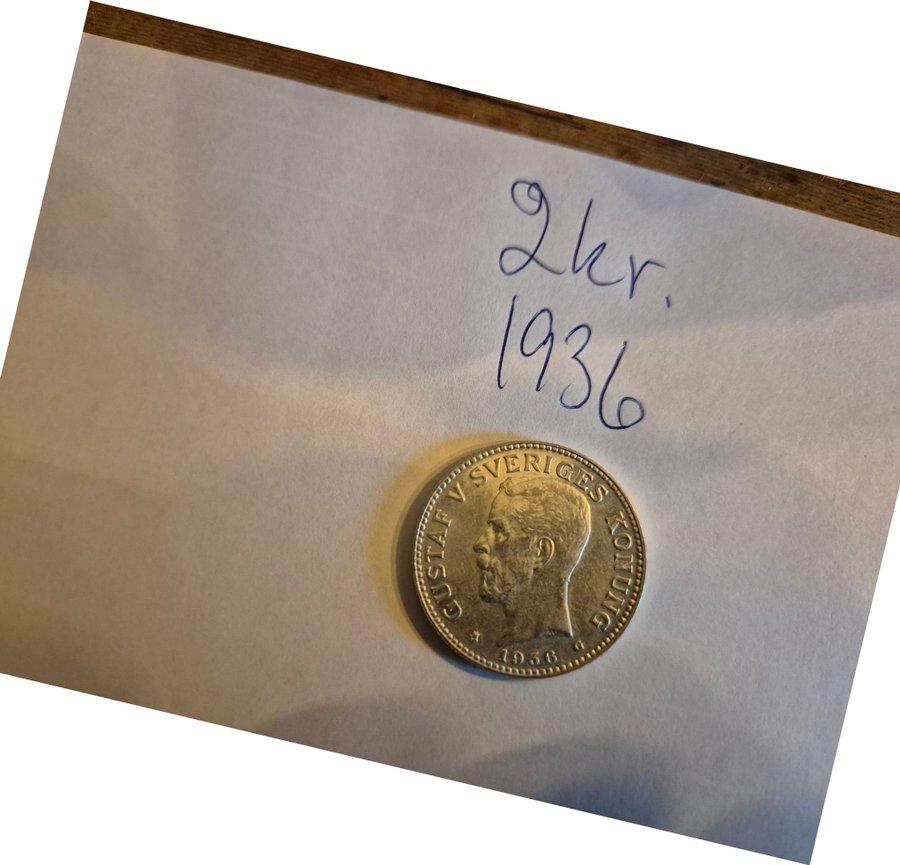 2kr.
1936
GUSTAF V SVERIGES KONUNG
1936 G